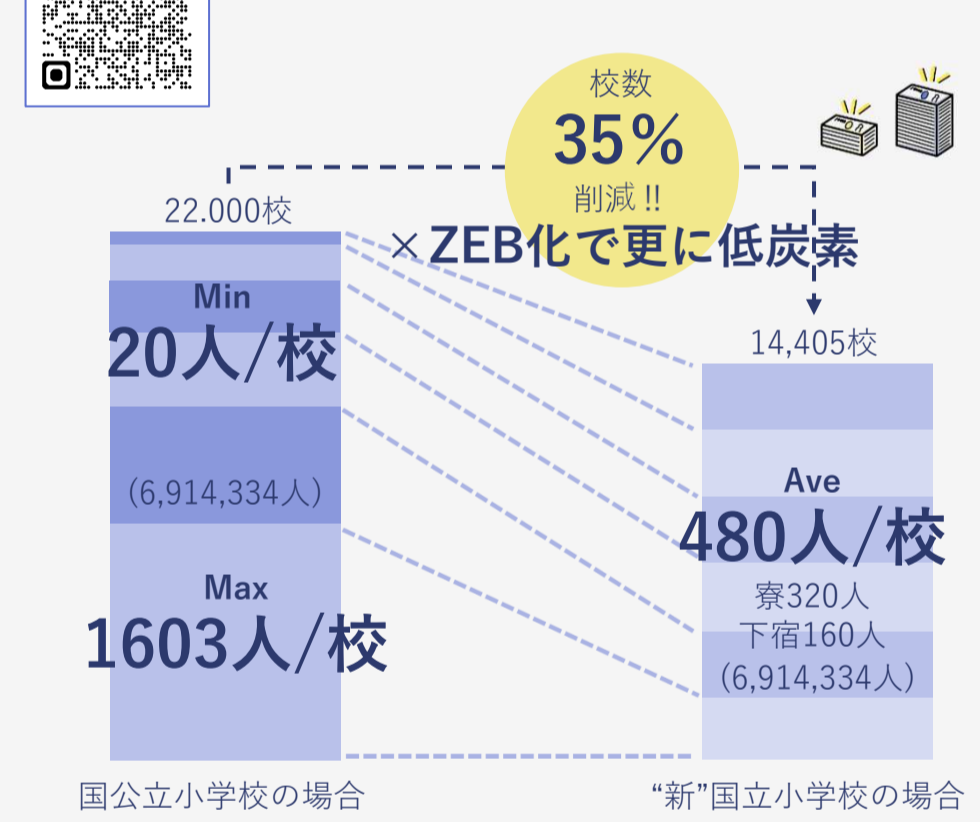 校数
35%
削減!!
×ZEB化で更に低炭素
22.000校
Min
20人/校
(6,914,334人)
Max
1603人/校
国公立小学校の場合
14,405校
Ave
480人/校
寮320人
下宿160人
(6,914,334人)
“新”国立小学校の場合